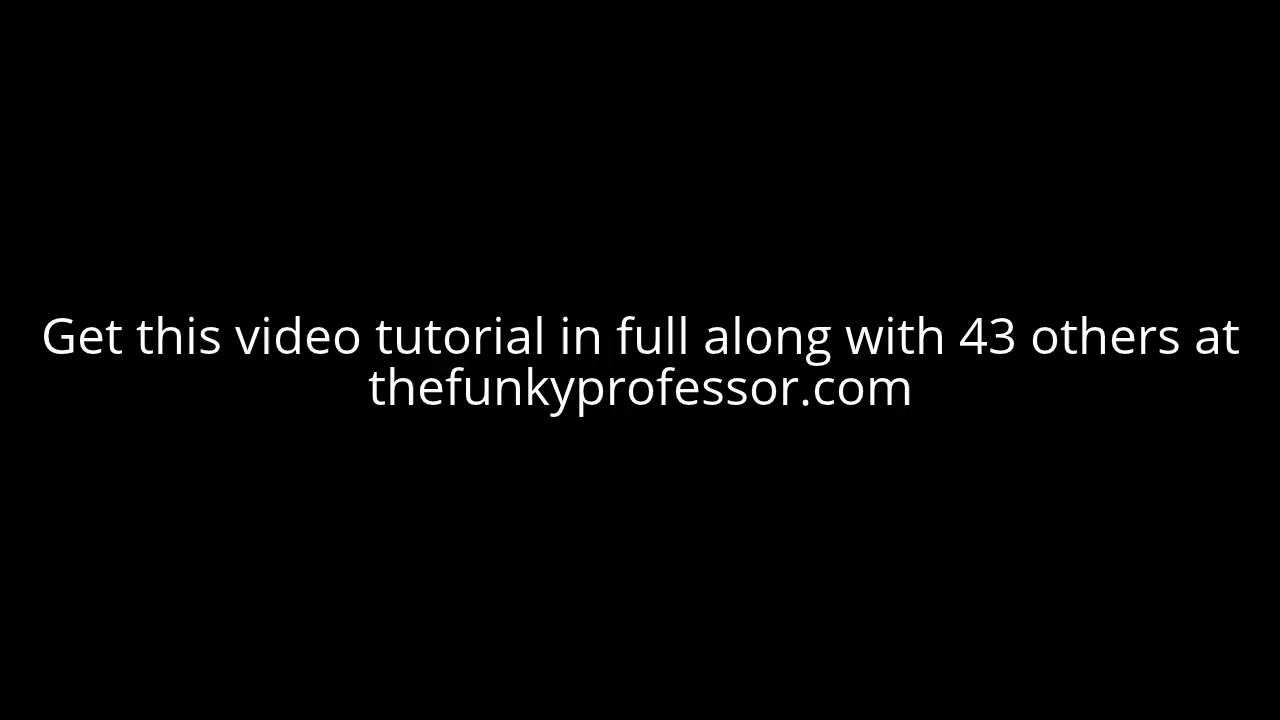 Get this video tutorial in full along with 43 others at
thefunkyprofessor.com